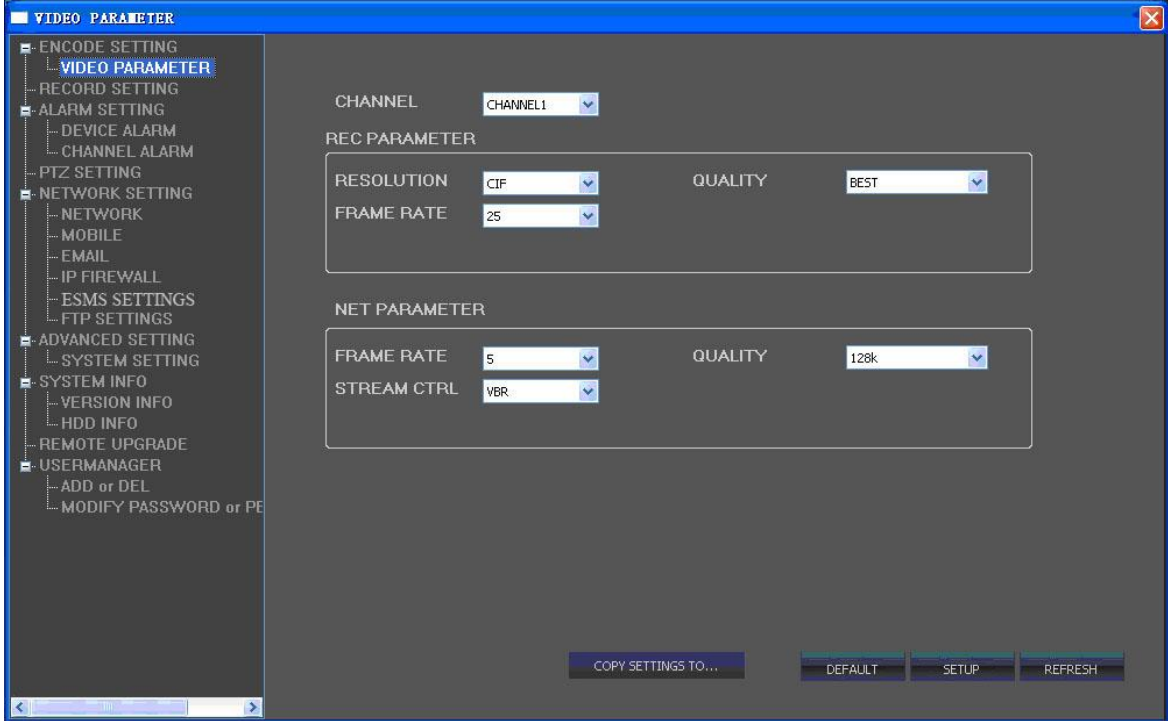 VIDEO PARAMETER
ENCODE SETTING
VIDEO PARAMETER
RECORD SETTING
ALARM SETTING
DEVICE ALARM
CHANNEL ALARM
PTZ SETTING
NETWORK SETTING
NETWORK
MOBILE
EMAIL
IP FIREWALL
ESMS SETTINGS
FTP SETTINGS
ADVANCED SETTING
SYSTEM SETTING
SYSTEM INFO
VERSION INFO
HDD INFO
REMOTE UPGRADE
USERMANAGER
ADD or DEL
MODIFY PASSWORD or PE
CHANNEL CHANNEL1
REC PARAMETER
RESOLUTION CIF QUALITY BEST
FRAME RATE 25
NET PARAMETER
FRAME RATE 5 QUALITY 128k
STREAM CTRL VBR
COPY SETTINGS TO... DEFAULT SETUP REFRESH